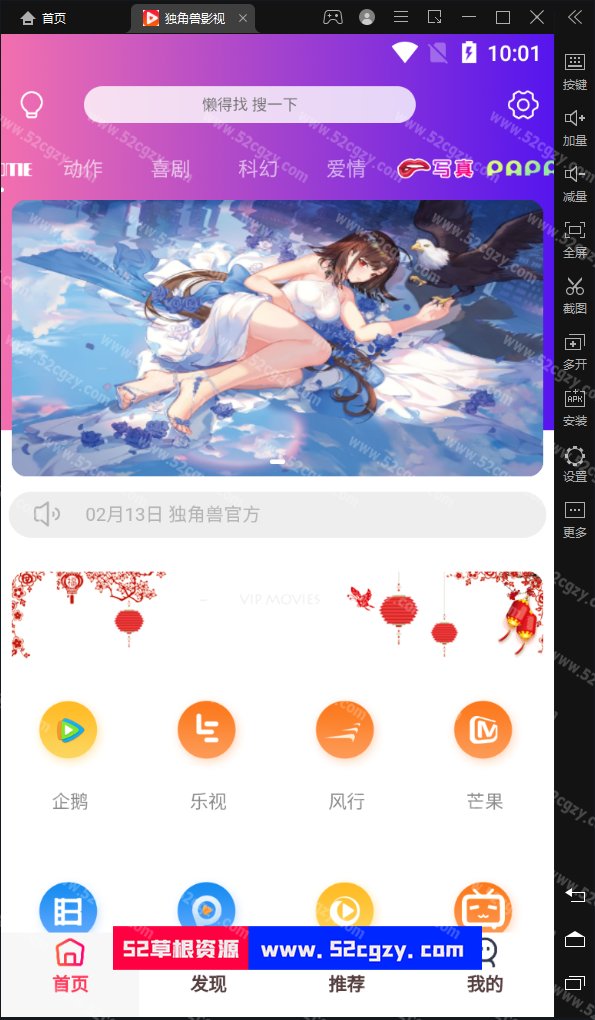 首页
独角兽影视
10:01
懒得找 搜一下
动作
喜剧
科幻
爱情
写真
PAPA
02月13日 独角兽官方
VIP MOVIES
企鹅
乐视
风行
芒果
52草根资源
www.52cgzy.com
首页
发现
推荐
我的
按键
加量
减量
全屏
截图
多开
APK
安装
设置
更多
www.52cgzy.com